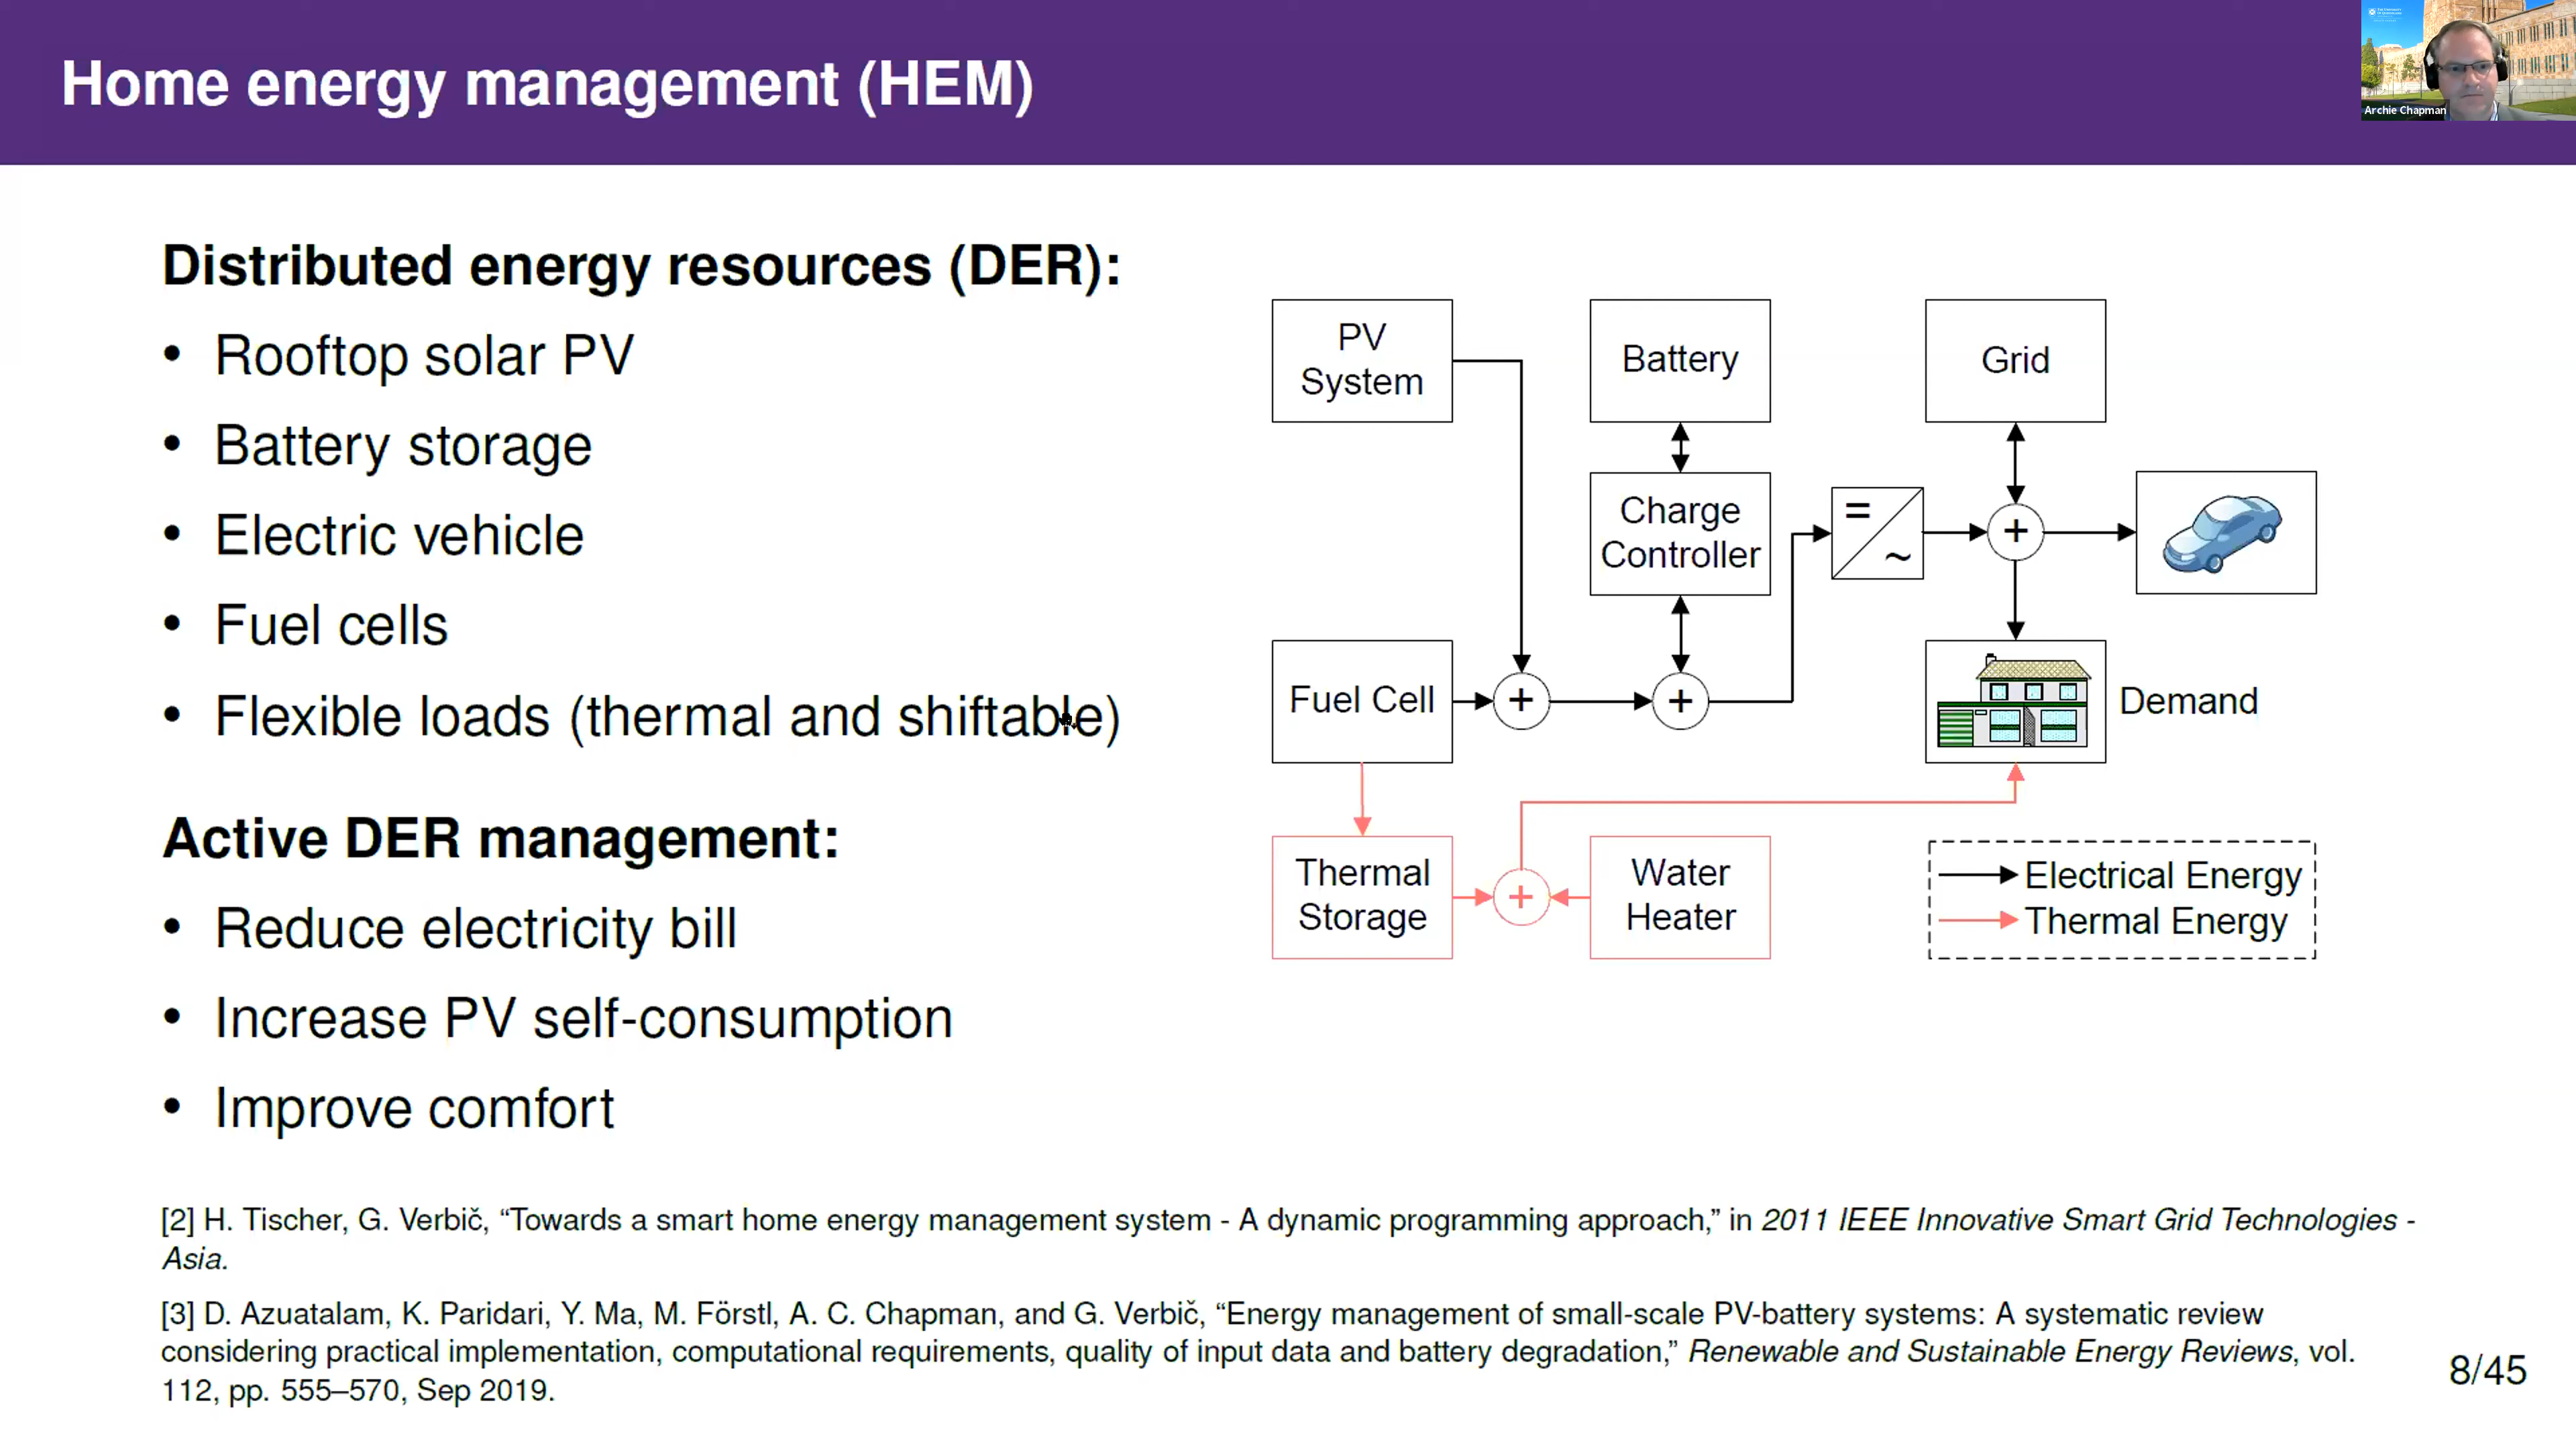 Home energy management (HEM)
Archie Chapman
Distributed energy resources (DER):
• Rooftop solar PV
• Battery storage
• Electric vehicle
• Fuel cells
• Flexible loads (thermal and shiftable)
Active DER management:
• Reduce electricity bill
• Increase PV self-consumption
• Improve comfort
PV
System
Battery
Grid
Charge
Controller
=
~
+
Fuel Cell
+
+
Demand
Thermal
Storage
+
Water
Heater
Electrical Energy
Thermal Energy
[2] H. Tischer, G. Verbič, “Towards a smart home energy management system - A dynamic programming approach,” in 2011 IEEE Innovative Smart Grid Technologies -
Asia.
[3] D. Azuatalam, K. Paridari, Y. Ma, M. Förstl, A. C. Chapman, and G. Verbič, “Energy management of small-scale PV-battery systems: A systematic review
considering practical implementation, computational requirements, quality of input data and battery degradation,” Renewable and Sustainable Energy Reviews, vol.
112, pp. 555–570, Sep 2019.
8/45